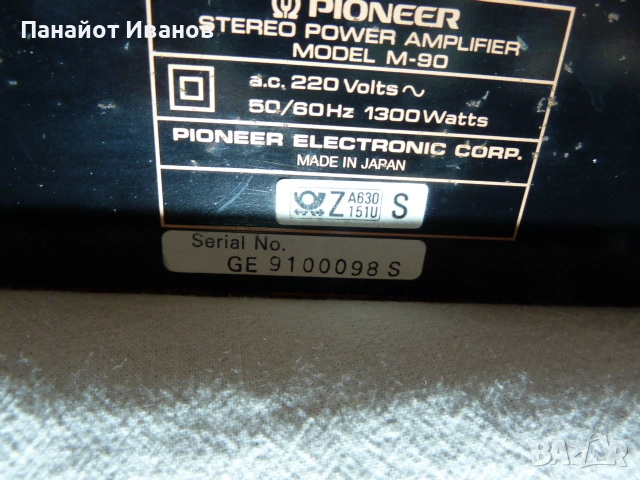 Панайот Иванов
PIONEER
STEREO POWER AMPLIFIER
MODEL M-90
a.c. 220 Volts ~
50/60Hz 1300 Watts
PIONEER ELECTRONIC CORP.
MADE IN JAPAN
Z A630 S
151U
Serial No.
GE 9100098 S
BAZAR